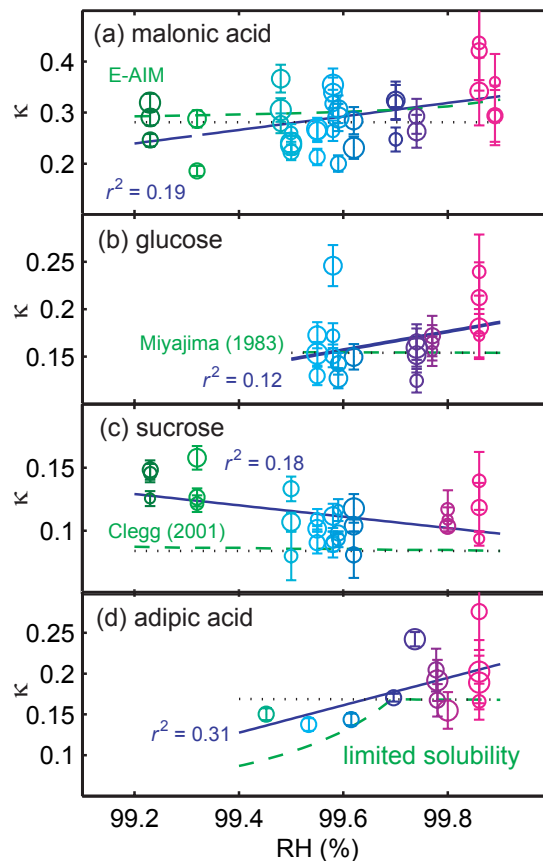 (a) malonic acid
0.4
E-AIM
κ
0.3
0.2
r² = 0.19
(b) glucose
0.25
κ
0.2
Miyajima (1983)
0.15
r² = 0.12
(c) sucrose
r² = 0.18
0.15
κ
Clegg (2001)
0.1
(d) adipic acid
0.25
κ
0.2
0.15
r² = 0.31
limited solubility
0.1
99.2 99.4 99.6 99.8
RH (%)